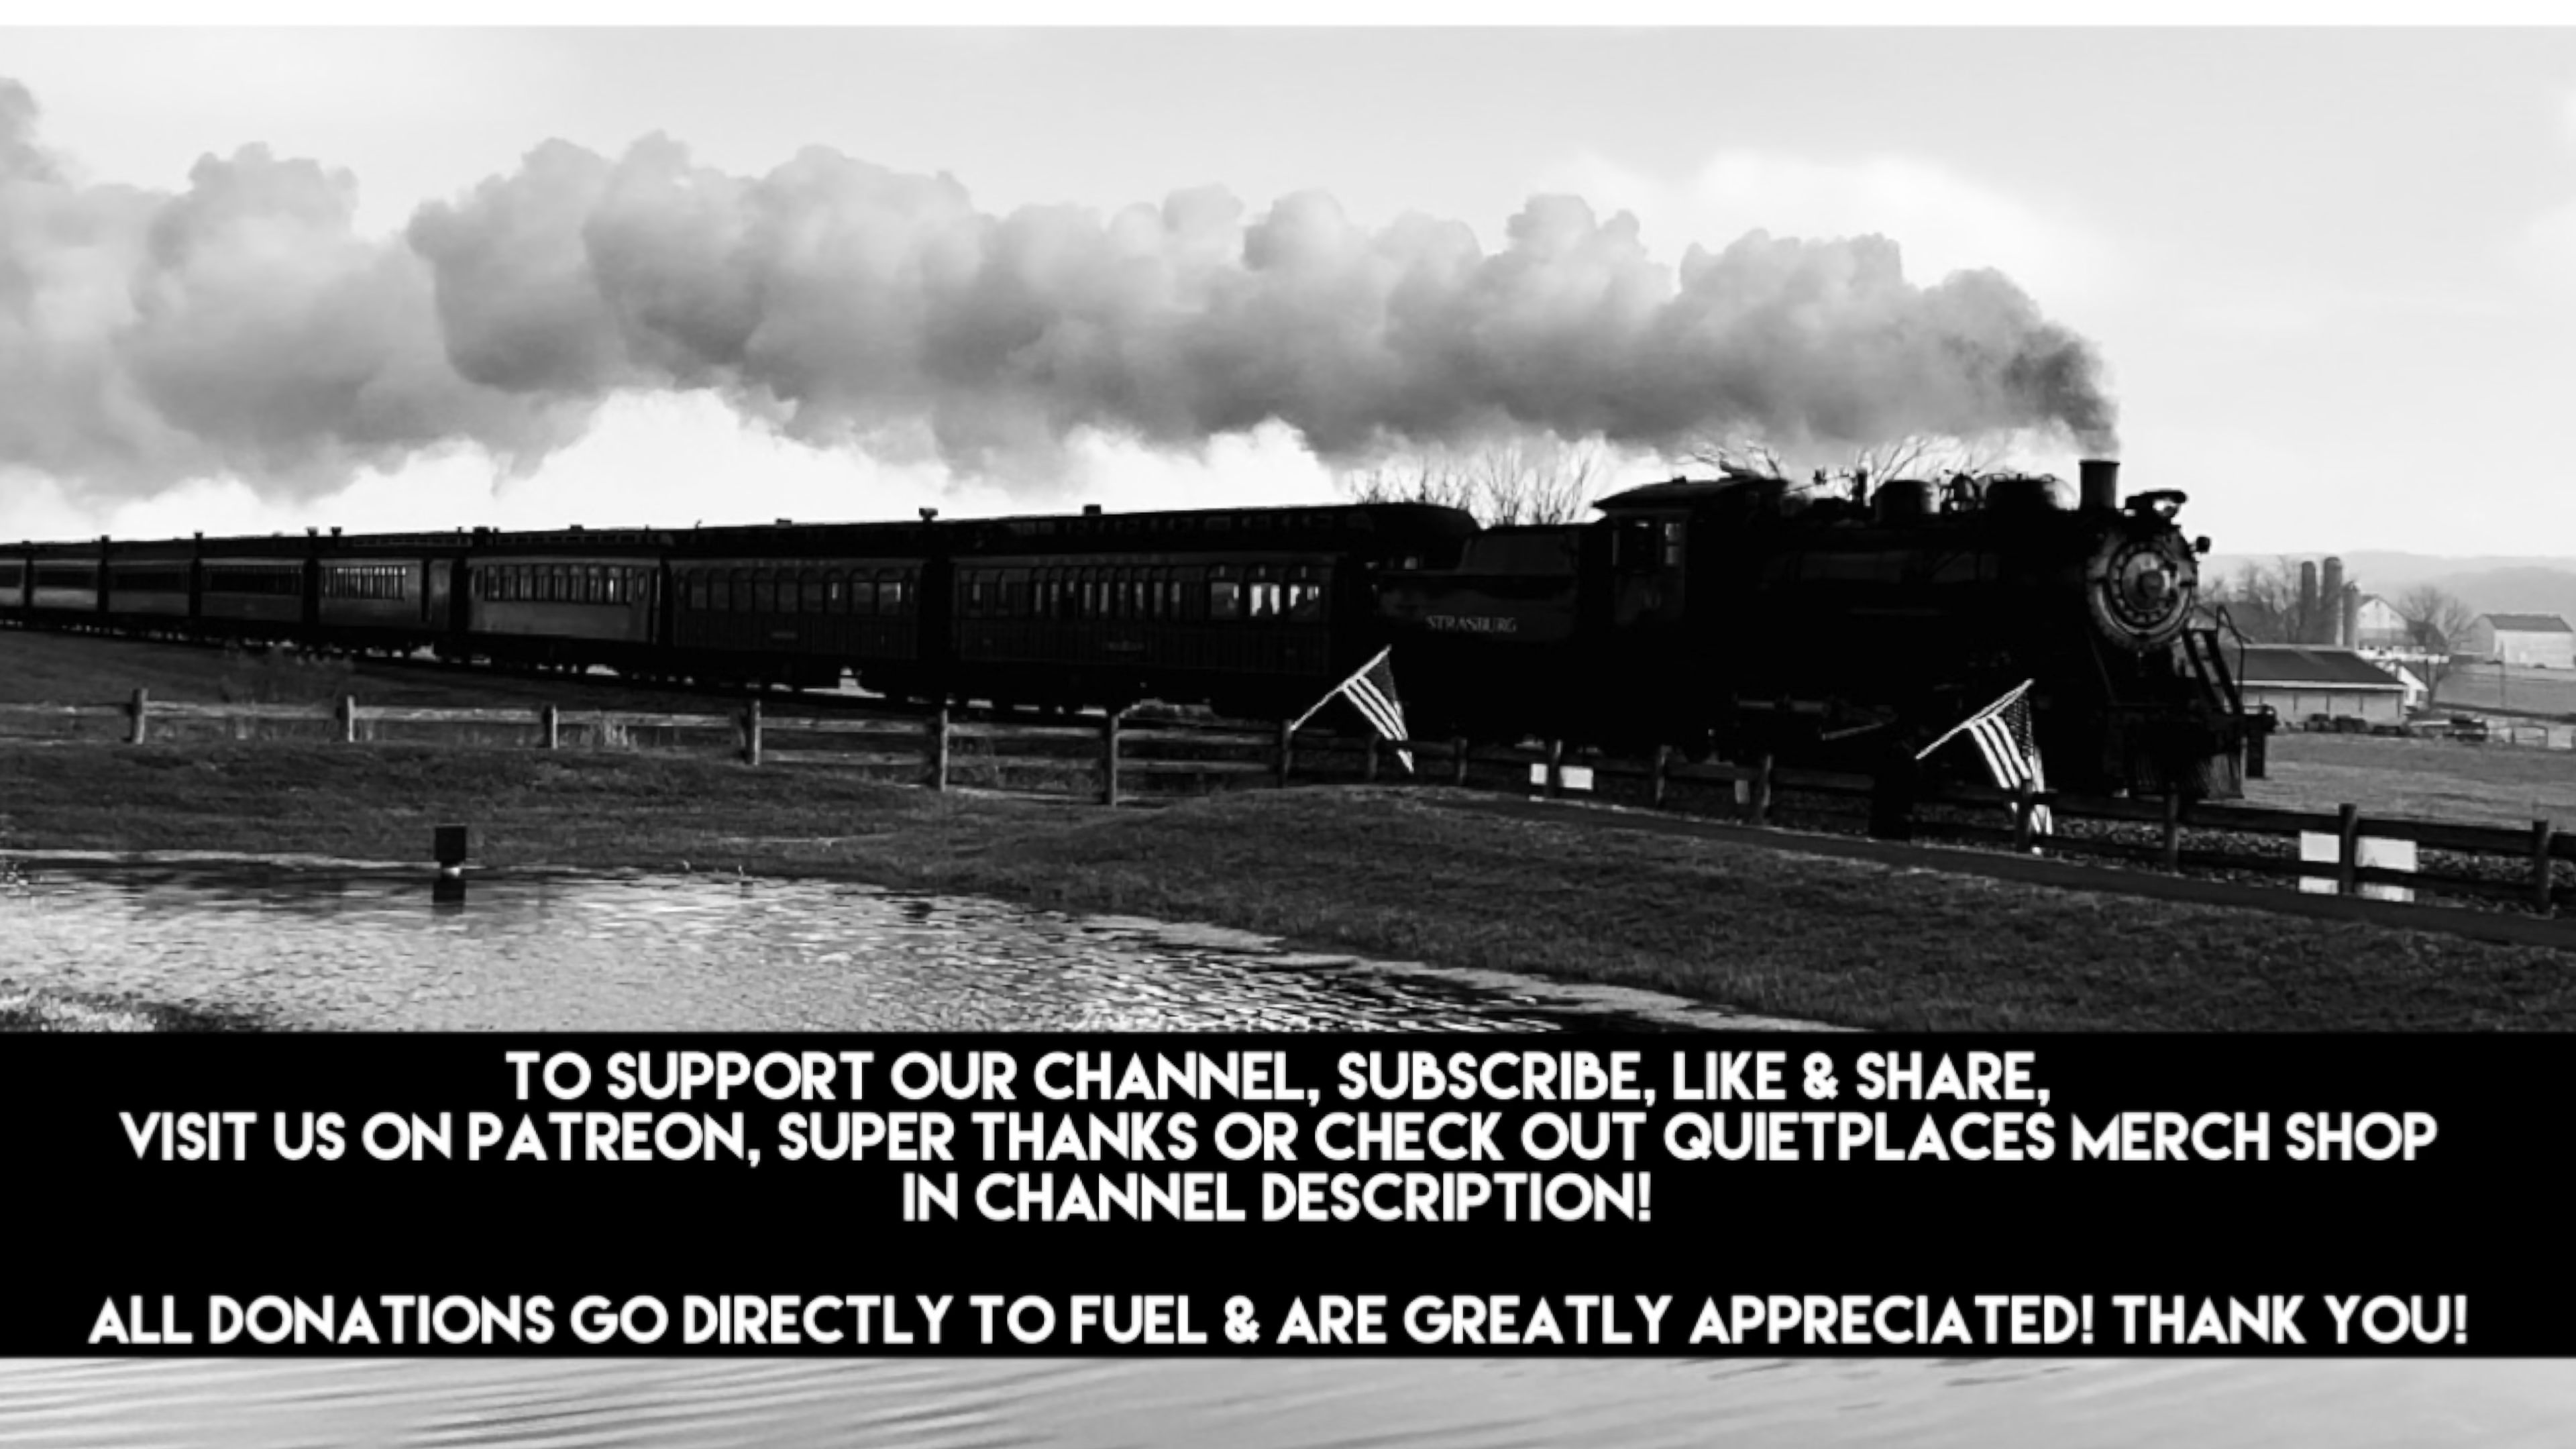 STRASBURG
TO SUPPORT OUR CHANNEL, SUBSCRIBE, LIKE & SHARE,
VISIT US ON PATREON, SUPER THANKS OR CHECK OUT QUIETPLACES MERCH SHOP
IN CHANNEL DESCRIPTION!
ALL DONATIONS GO DIRECTLY TO FUEL & ARE GREATLY APPRECIATED! THANK YOU!